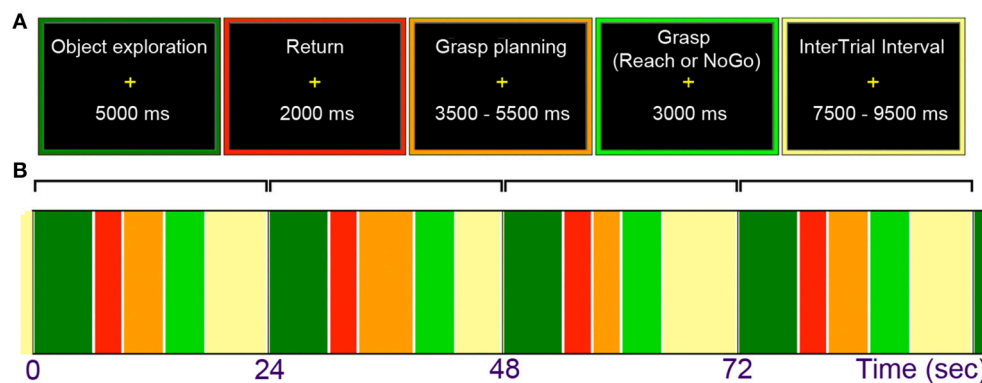 A
Object exploration
+
5000 ms
Return
+
2000 ms
Grasp planning
+
3500 - 5500 ms
Grasp
(Reach or NoGo)
+
3000 ms
InterTrial Interval
+
7500 - 9500 ms
B
0 24 48 72 Time (sec)